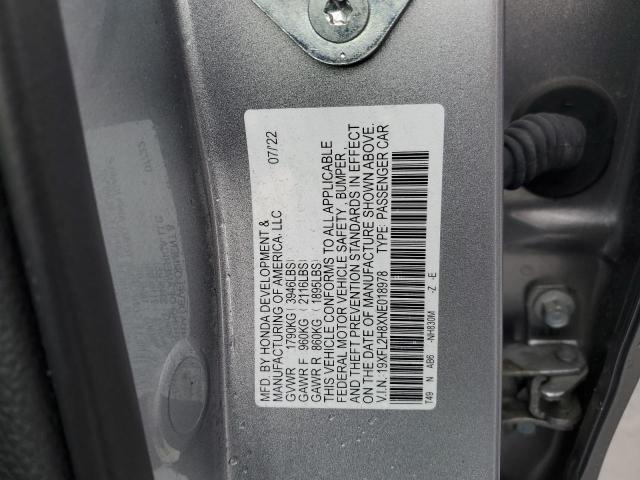 MFD. BY HONDA DEVELOPMENT &
MANUFACTURING OF AMERICA, LLC 07/'22
GVWR 1790KG ( 3946LBS)
GAWR F 960KG ( 2116LBS)
GAWR R 860KG ( 1895LBS)
THIS VEHICLE CONFORMS TO ALL APPLICABLE
FEDERAL MOTOR VEHICLE SAFETY , BUMPER,
AND THEFT PREVENTION STANDARDS IN EFFECT
ON THE DATE OF MANUFACTURE SHOWN ABOVE.
V.I.N. 19XFL2H8XNE018978 TYPE: PASSENGER CAR
T49 N AB6 -NH830M -Z -E